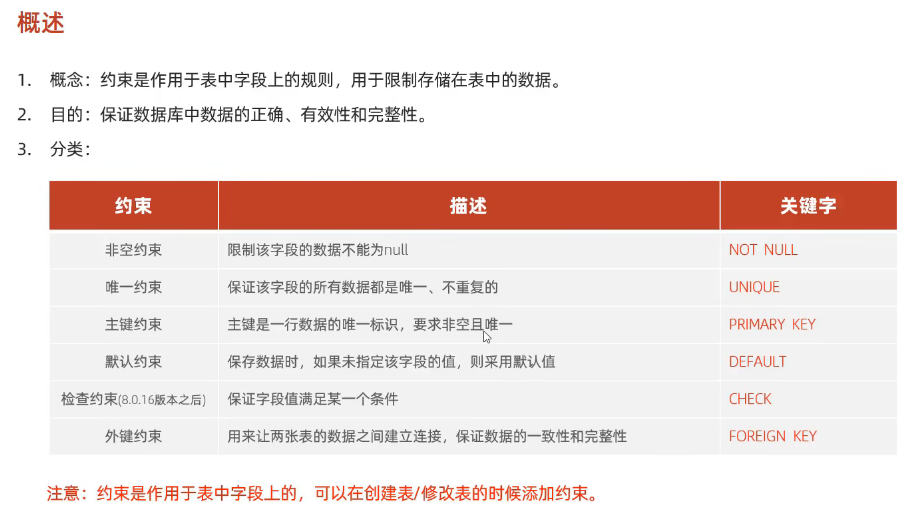 概述
1. 概念：约束是作用于表中字段上的规则，用于限制存储在表中的数据。
2. 目的：保证数据库中数据的正确、有效性和完整性。
3. 分类：
约束 描述 关键字
非空约束 限制该字段的数据不能为null NOT NULL
唯一约束 保证该字段的所有数据都是唯一、不重复的 UNIQUE
主键约束 主键是一行数据的唯一标识，要求非空且唯一 PRIMARY KEY
默认约束 保存数据时，如果未指定该字段的值，则采用默认值 DEFAULT
检查约束(8.0.16版本之后) 保证字段值满足某一个条件 CHECK
外键约束 用来让两张表的数据之间建立连接，保证数据的一致性和完整性 FOREIGN KEY
注意：约束是作用于表中字段上的，可以在创建表/修改表的时候添加约束。